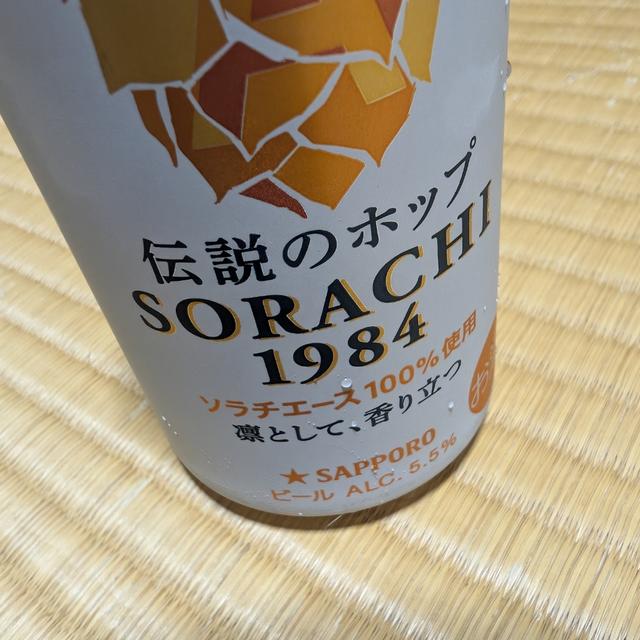 伝説のホップ
SORACHI
1984
ソラチエース100%使用
凛として、香り立つ
★SAPPORO
ビール ALC. 5.5%